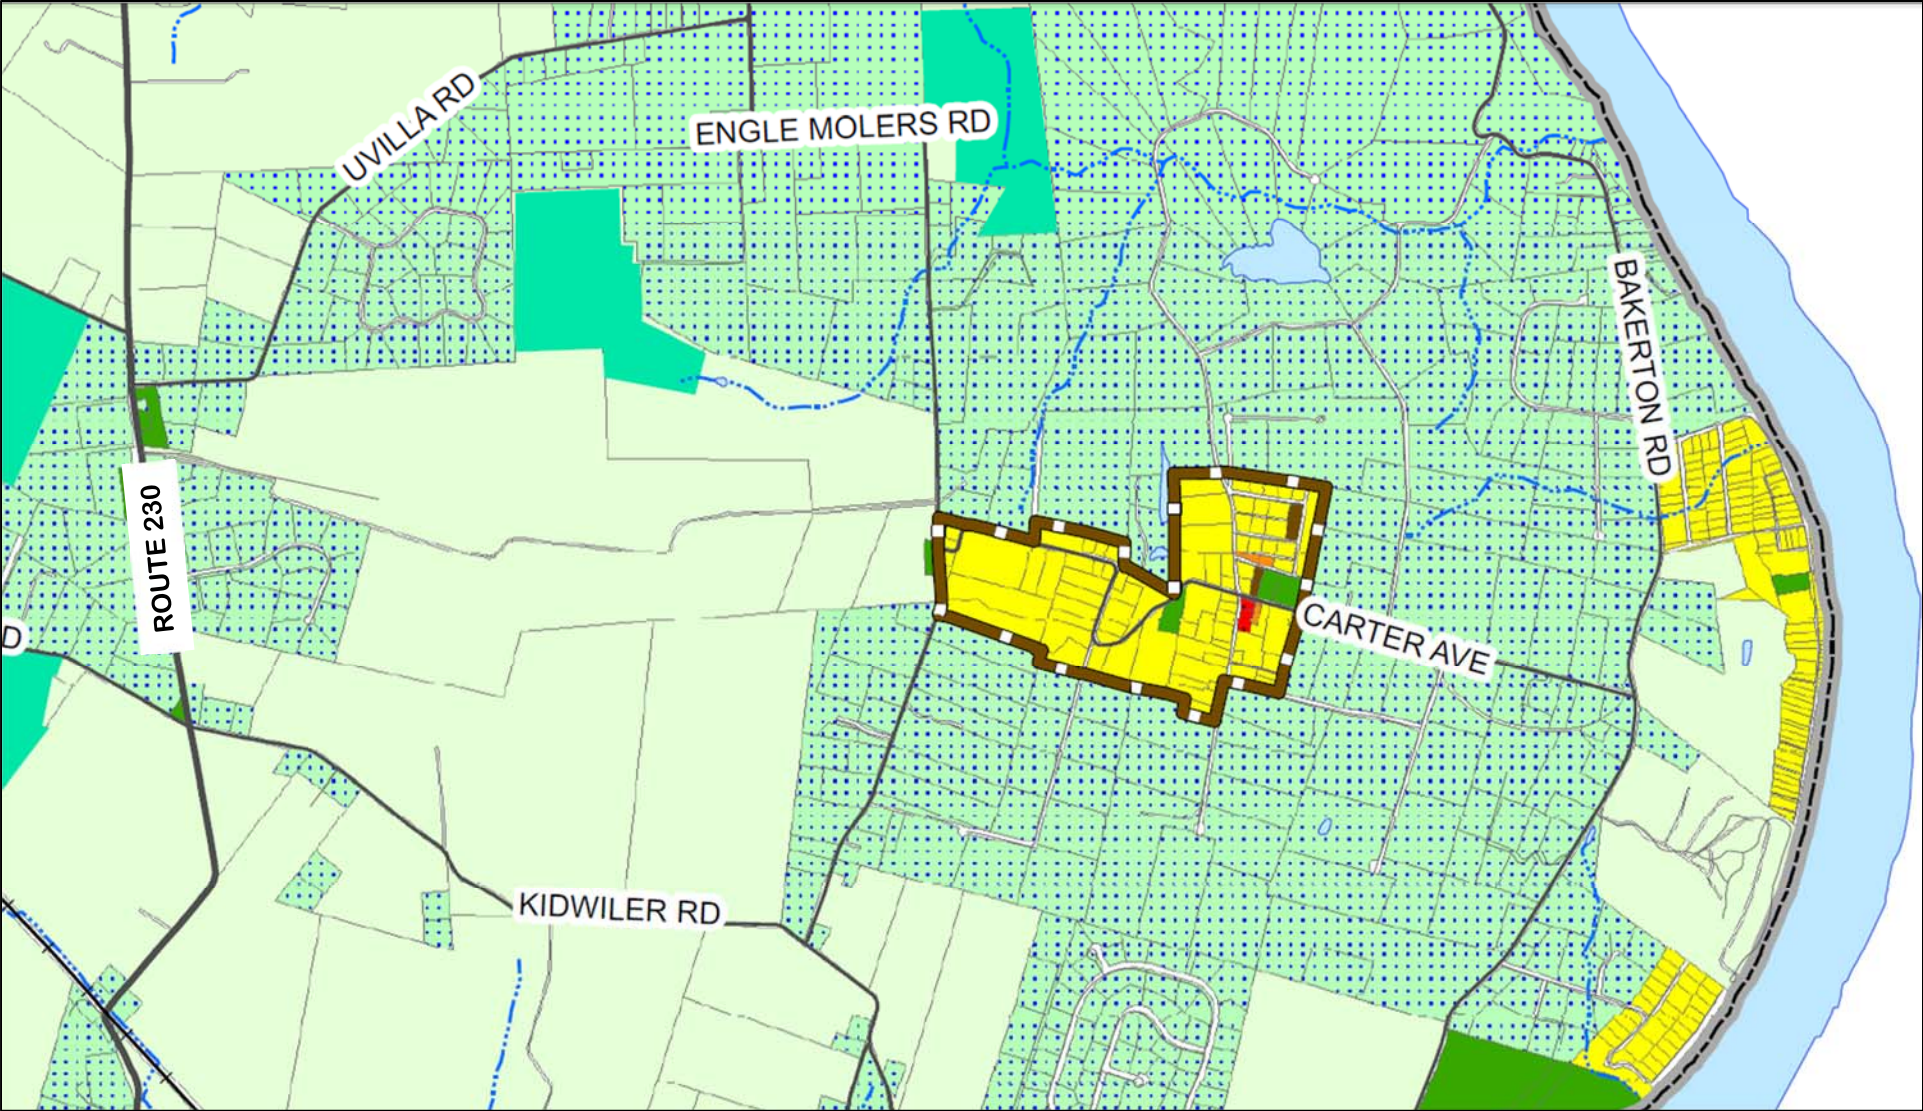 UVILLA RD
ENGLE MOLERS RD
BAKERTON RD
ROUTE 230
CARTER AVE
D
KIDWILER RD